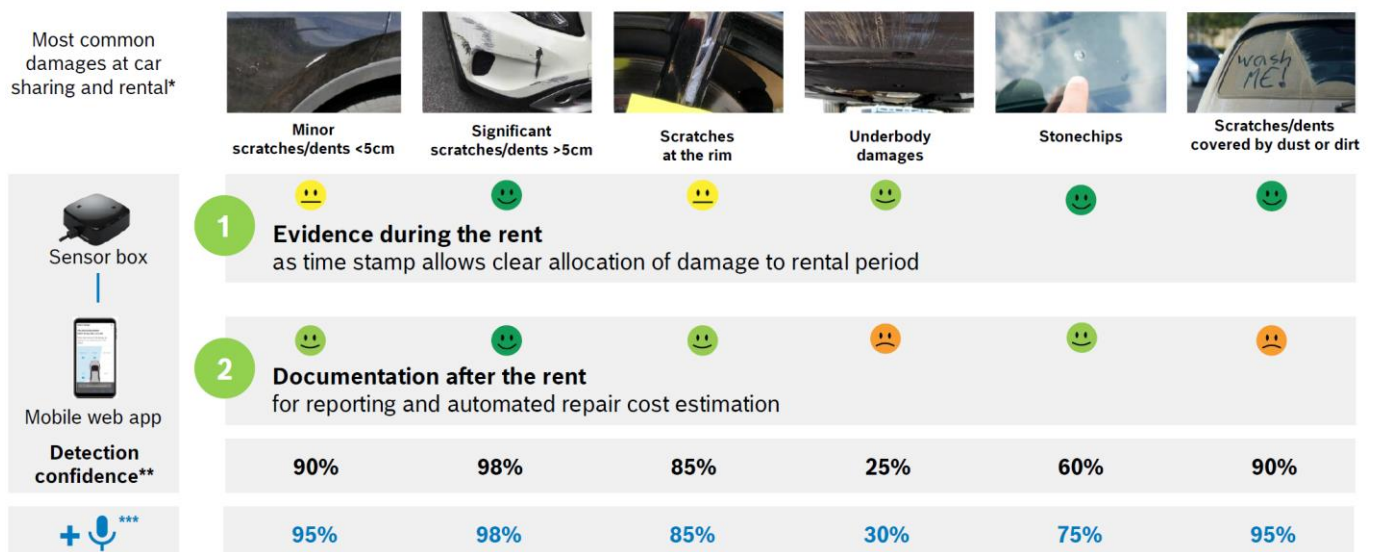 Most common
damages at car
sharing and rental*
wash
ME!
Minor
scratches/dents <5cm
Significant
scratches/dents >5cm
Scratches
at the rim
Underbody
damages
Stonechips
Scratches/dents
covered by dust or dirt
Sensor box
1
Evidence during the rent
as time stamp allows clear allocation of damage to rental period
Mobile web app
2
Documentation after the rent
for reporting and automated repair cost estimation
Detection
confidence**
90% 98% 85% 25% 60% 90%
+ ***
95% 98% 85% 30% 75% 95%